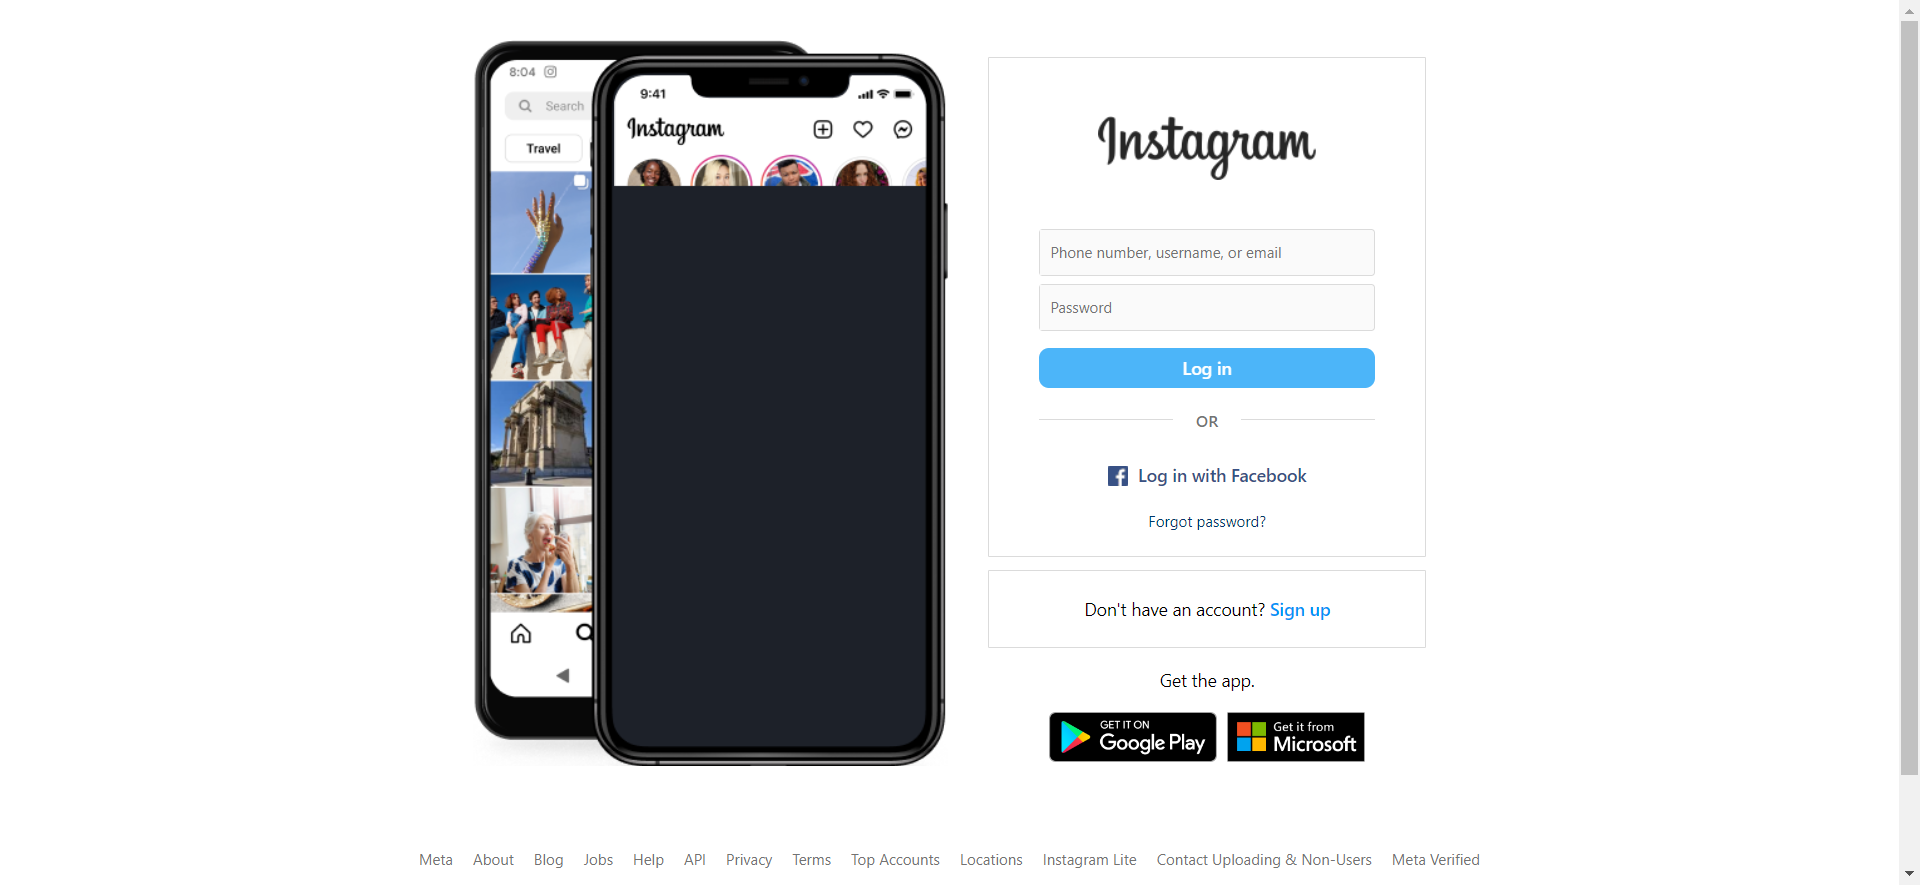 8:04
Search
Travel
9:41
Instagram
Instagram
Phone number, username, or email
Password
Log in
OR
Log in with Facebook
Forgot password?
Don't have an account? Sign up
Get the app.
GET IT ON
Google Play
Get it from
Microsoft
Meta About Blog Jobs Help API Privacy Terms Top Accounts Locations Instagram Lite Contact Uploading & Non-Users Meta Verified